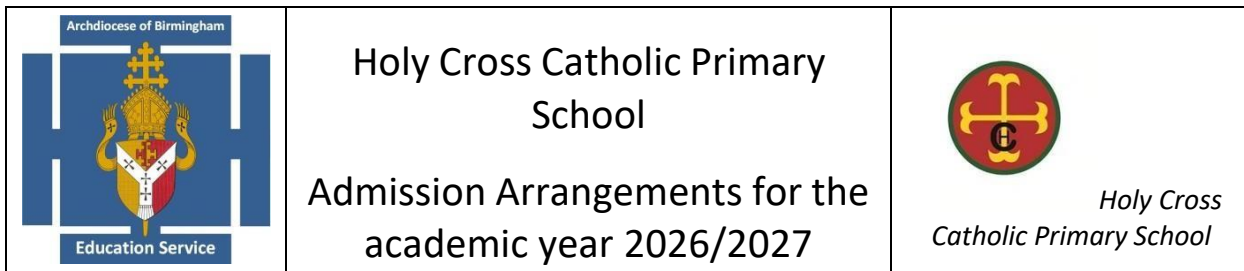 Archdiocese of Birmingham
Education Service
Holy Cross Catholic Primary
School
Admission Arrangements for the
academic year 2026/2027
CH
Holy Cross
Catholic Primary School